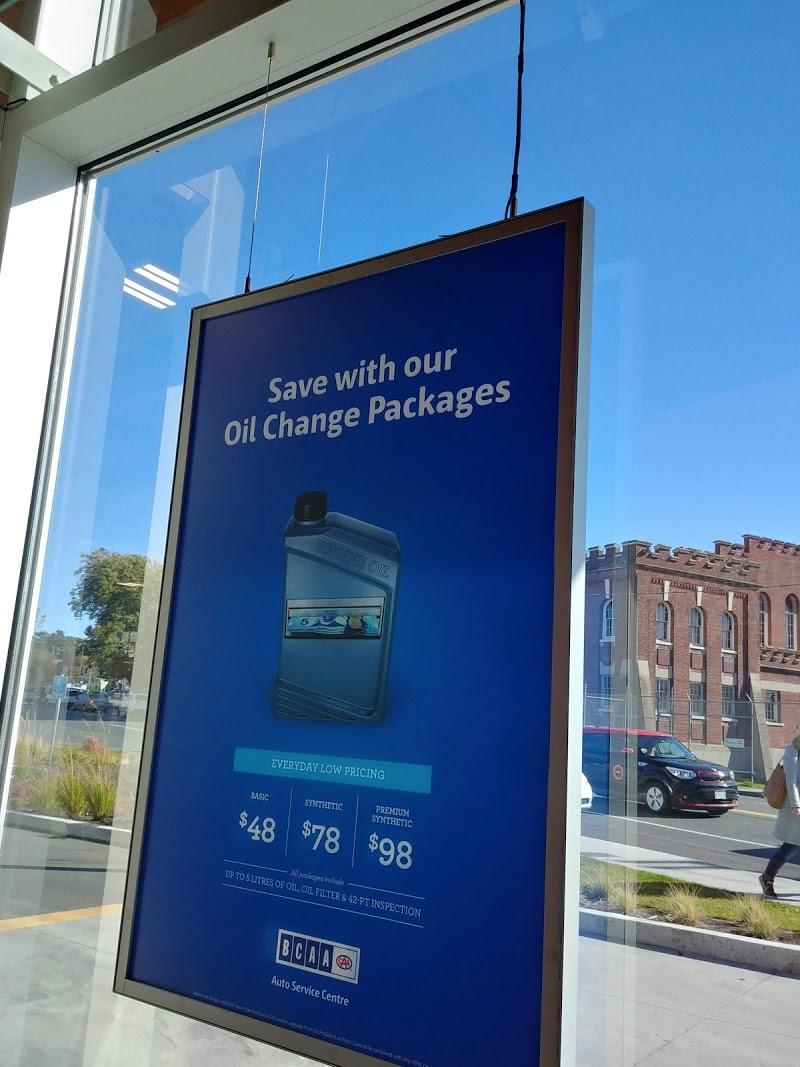 Save with our
Oil Change Packages
ENGINE OIL
EVERYDAY LOW PRICING
BASIC
$48
SYNTHETIC
$78
PREMIUM
SYNTHETIC
$98
All packages include
UP TO 5 LITRES OF OIL, OIL FILTER & 42-PT INSPECTION
BCAA
CAA
Auto Service Centre